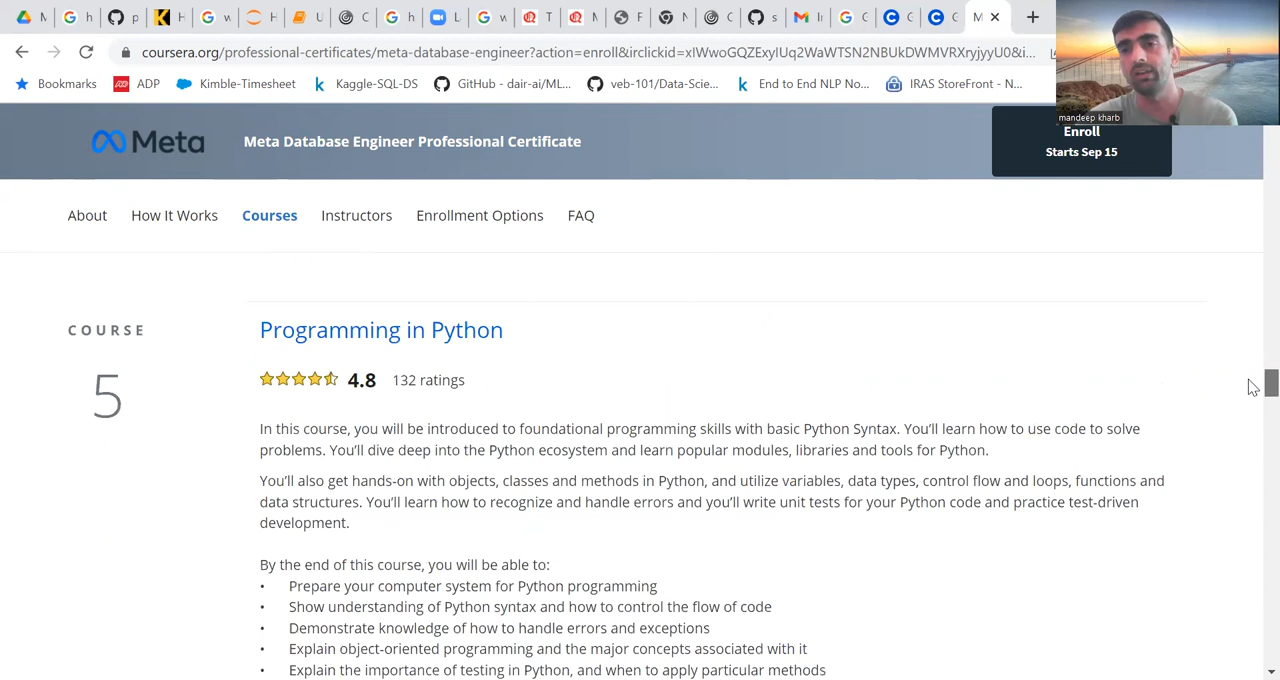 M
h
p
H
w
H
U
C
h
L
w
T
M
F
N
C
s
Ir
C
C
C
M
coursera.org/professional-certificates/meta-database-engineer?action=enroll&irclickid=xIWwoGQZExyIUq2WaWTSN2NBUkDWMVRXryjyyU0&i...
Bookmarks
ADP
Kimble-Timesheet
Kaggle-SQL-DS
GitHub - dair-ai/ML...
veb-101/Data-Scie...
End to End NLP No...
IRAS StoreFront - N...
mandeep kharb
Meta
Meta Database Engineer Professional Certificate
Enroll
Starts Sep 15
About
How It Works
Courses
Instructors
Enrollment Options
FAQ
COURSE
5
Programming in Python
4.8
132 ratings
In this course, you will be introduced to foundational programming skills with basic Python Syntax. You'll learn how to use code to solve
problems. You'll dive deep into the Python ecosystem and learn popular modules, libraries and tools for Python.
You'll also get hands-on with objects, classes and methods in Python, and utilize variables, data types, control flow and loops, functions and
data structures. You'll learn how to recognize and handle errors and you'll write unit tests for your Python code and practice test-driven
development.
By the end of this course, you will be able to:
• Prepare your computer system for Python programming
• Show understanding of Python syntax and how to control the flow of code
• Demonstrate knowledge of how to handle errors and exceptions
• Explain object-oriented programming and the major concepts associated with it
• Explain the importance of testing in Python, and when to apply particular methods